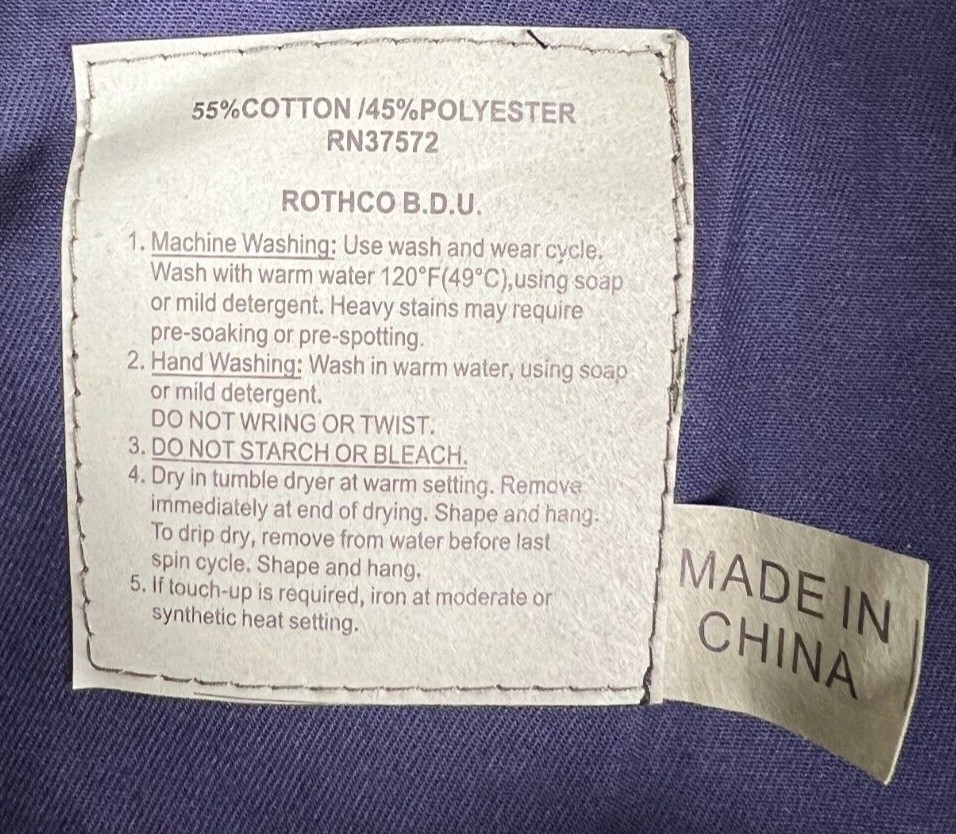 55%COTTON /45%POLYESTER
RN37572
ROTHCO B.D.U.
1. Machine Washing: Use wash and wear cycle.
Wash with warm water 120°F(49°C),using soap
or mild detergent. Heavy stains may require
pre-soaking or pre-spotting.
2. Hand Washing: Wash in warm water, using soap
or mild detergent.
DO NOT WRING OR TWIST.
3. DO NOT STARCH OR BLEACH.
4. Dry in tumble dryer at warm setting. Remove
immediately at end of drying. Shape and hang.
To drip dry, remove from water before last
spin cycle. Shape and hang.
5. If touch-up is required, iron at moderate or
synthetic heat setting.
MADE IN
CHINA